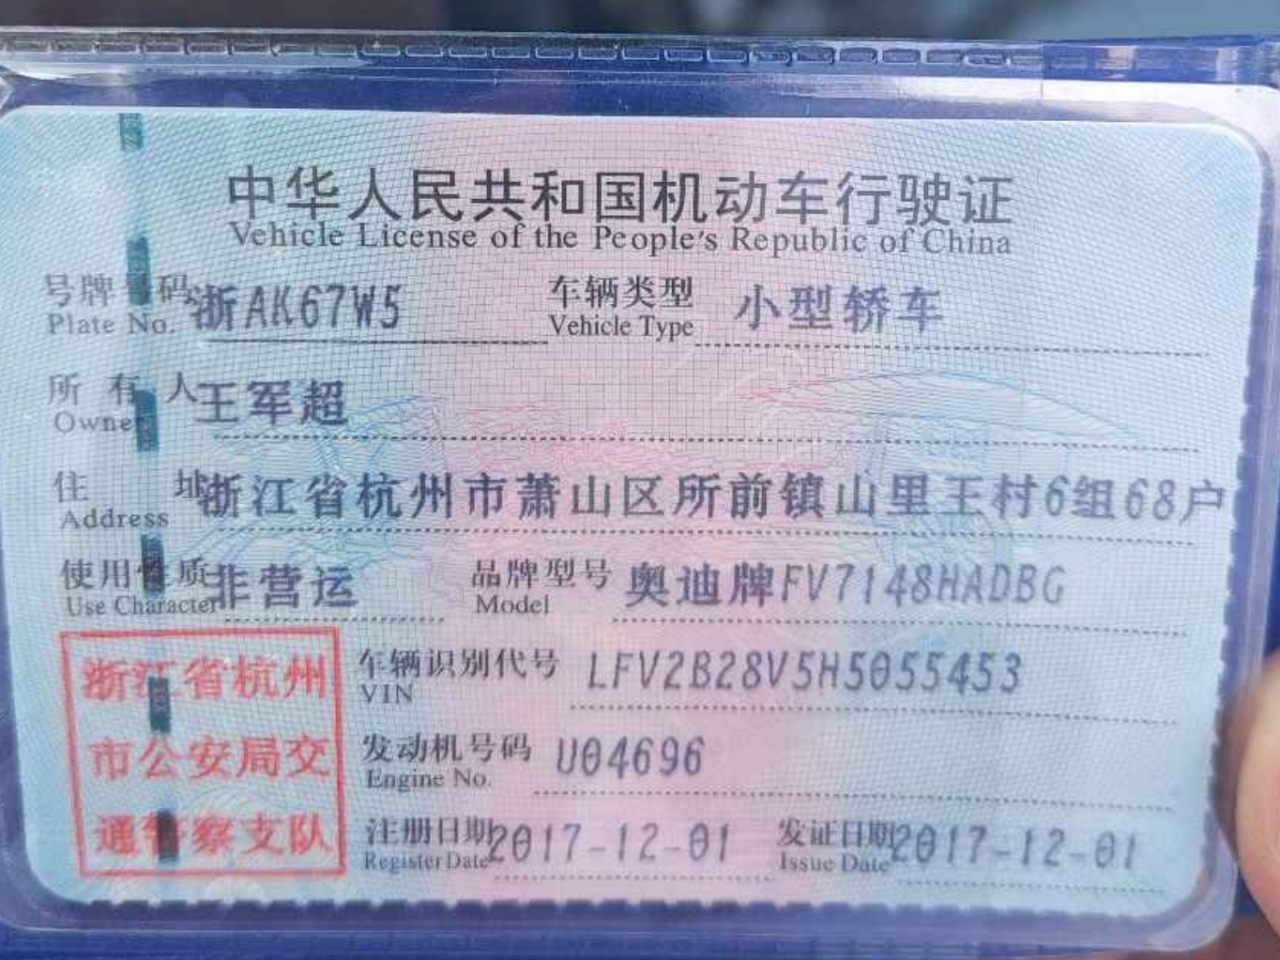 中华人民共和国机动车行驶证
Vehicle License of the People's Republic of China
号牌号码 浙AK67W5 车辆类型 小型轿车
Plate No. Vehicle Type
所有人 王军超
Owner
住址 浙江省杭州市萧山区所前镇山里王村6组68户
Address
使用性质 非营运 品牌型号 奥迪牌FV7148HADBG
Use Character Model
浙江省杭州
市公安局交
通警察支队
车辆识别代号 LFV2B28V5H5055453
VIN
发动机号码 U04696
Engine No.
注册日期 2017-12-01 发证日期 2017-12-01
Register Date Issue Date